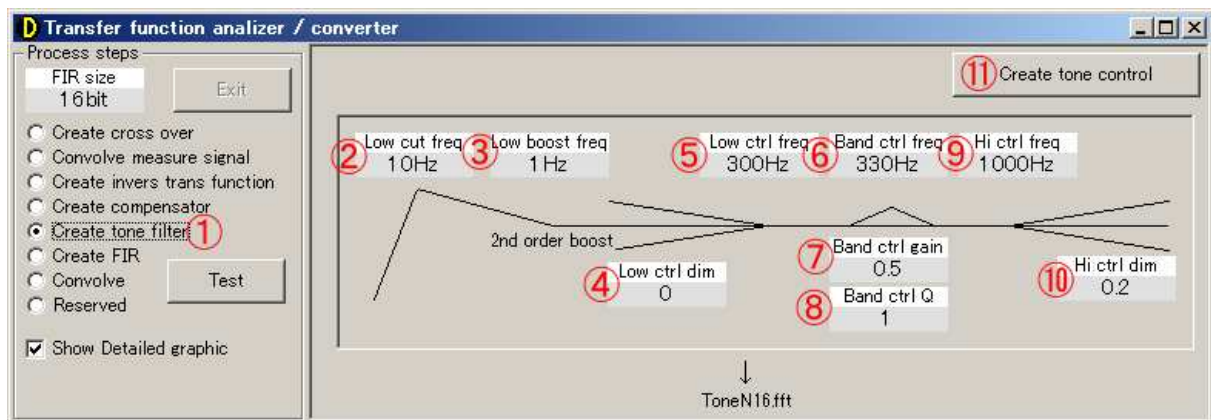 Transfer function analizer / converter
Process steps
FIR size
16bit
Exit
Create cross over
Convolve measure signal
Create invers trans function
Create compensator
Create tone filter ①
Create FIR
Convolve
Reserved
Test
Show Detailed graphic
⑪ Create tone control
② Low cut freq
10Hz
③ Low boost freq
1Hz
⑤ Low ctrl freq
300Hz
⑥ Band ctrl freq
330Hz
⑨ Hi ctrl freq
1000Hz
2nd order boost
④ Low ctrl dim
0
⑦ Band ctrl gain
0.5
⑧ Band ctrl Q
1
⑩ Hi ctrl dim
0.2
↓
ToneN16.fft